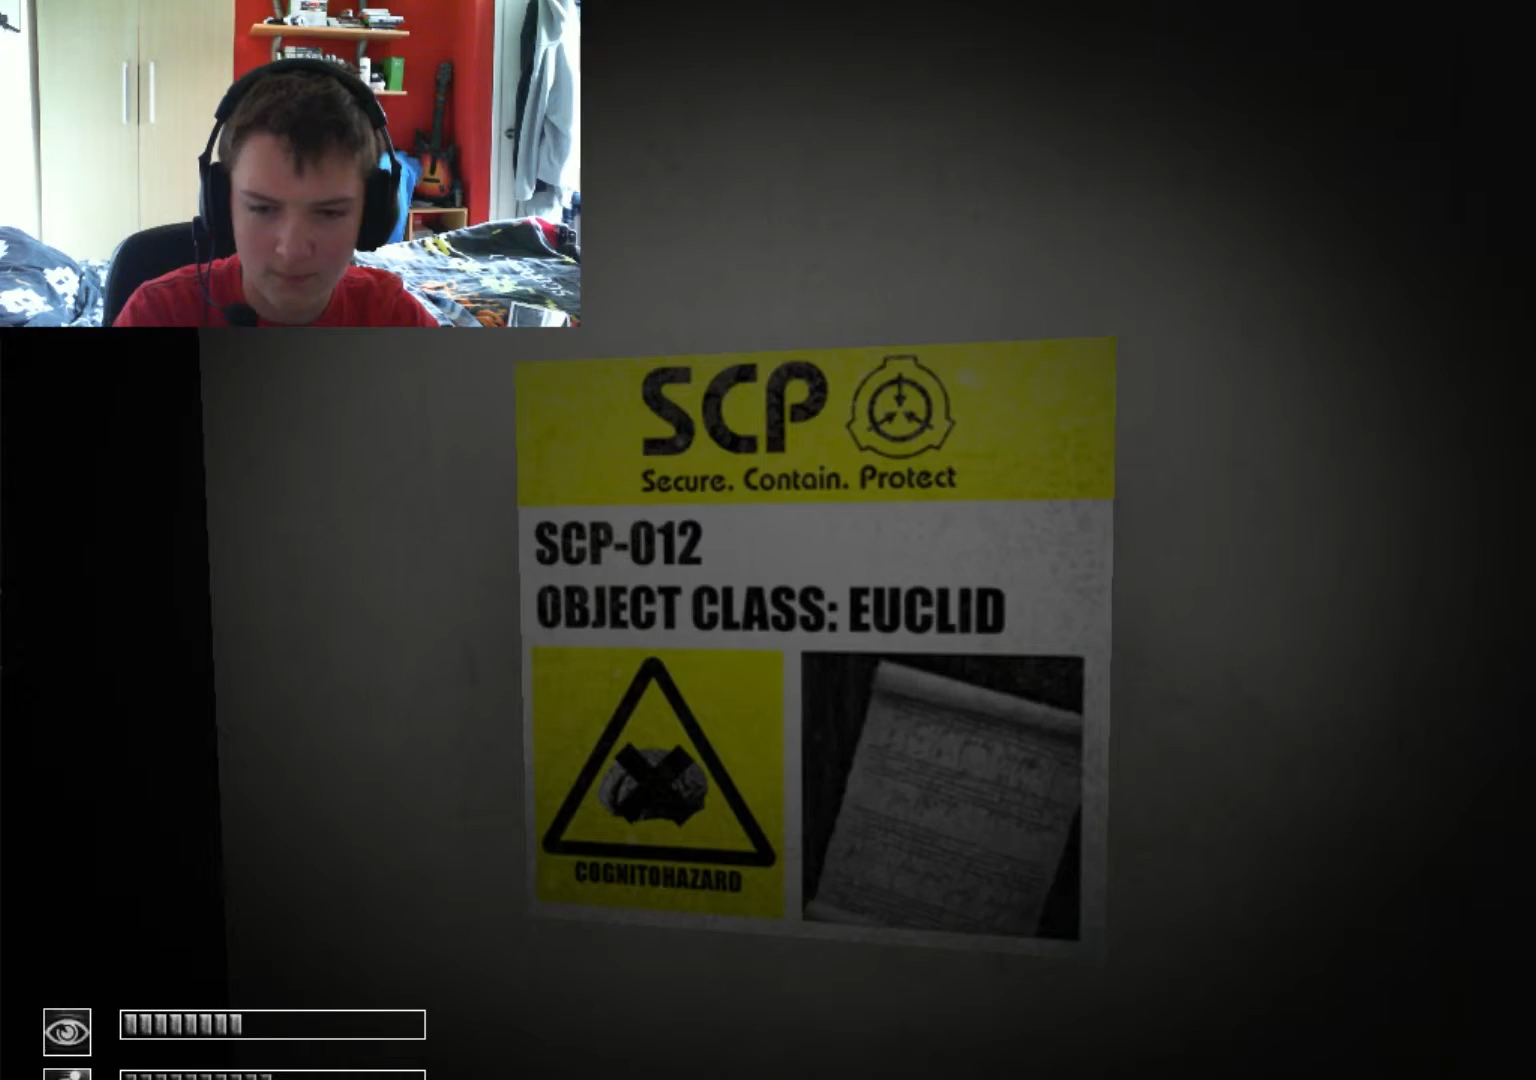 SCP
Secure. Contain. Protect
SCP-012
OBJECT CLASS: EUCLID
COGNITOHAZARD